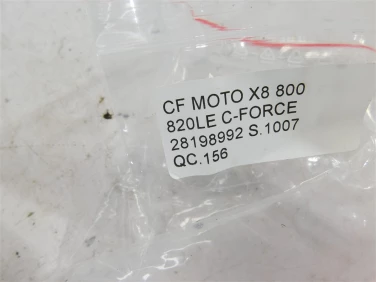 CF MOTO X8 800
820LE C-FORCE
28198992 S.1007
QC.156